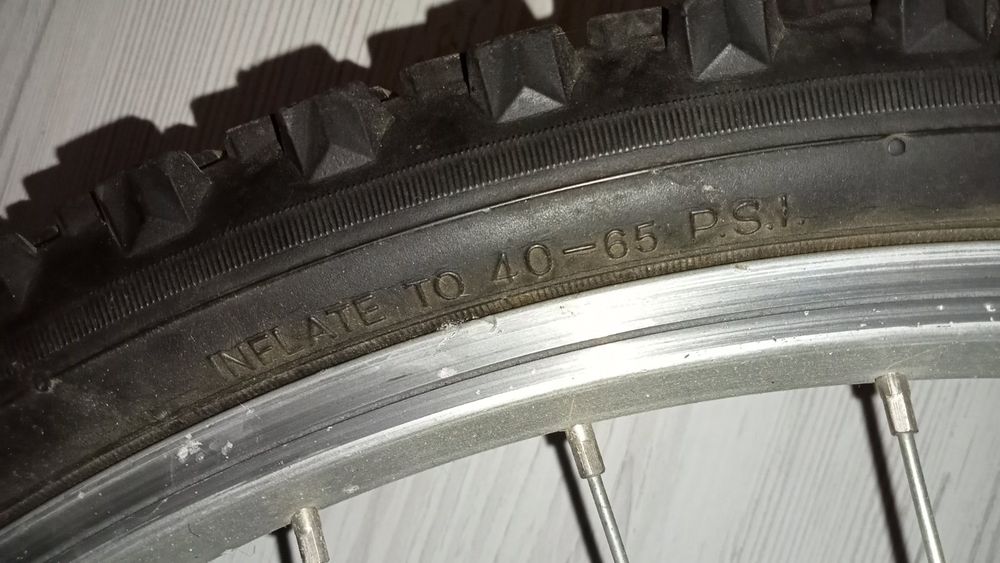 INFLATE TO 40-65 P.S.I.